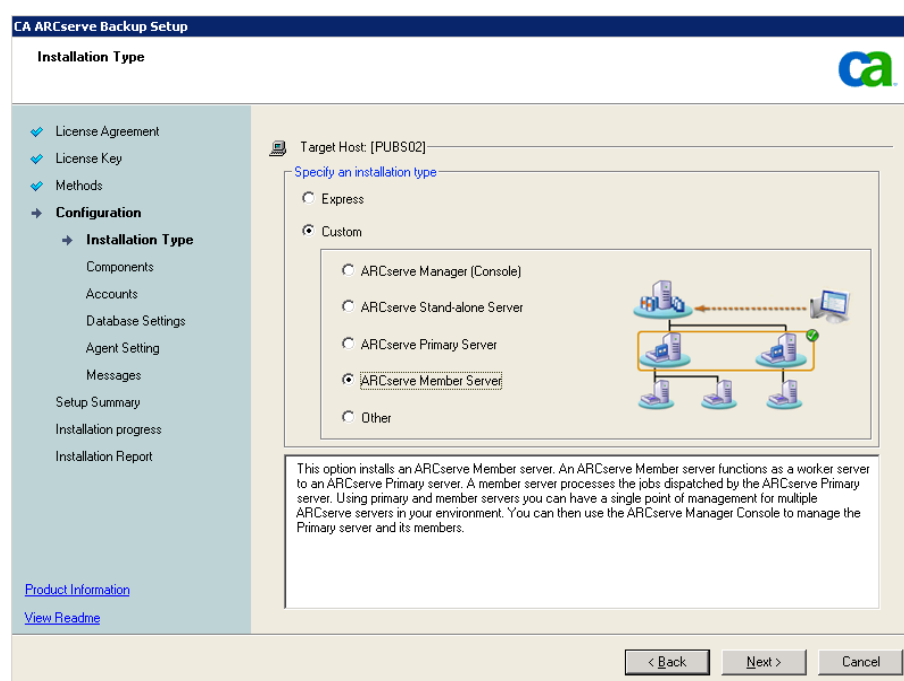 CA ARCserve Backup Setup
Installation Type
ca
License Agreement
License Key
Methods
Configuration
Installation Type
Components
Accounts
Database Settings
Agent Setting
Messages
Setup Summary
Installation progress
Installation Report
Product Information
View Readme
Target Host: [PUBS02]
Specify an installation type
Express
Custom
ARCserve Manager (Console)
ARCserve Stand-alone Server
ARCserve Primary Server
ARCserve Member Server
Other
This option installs an ARCserve Member server. An ARCserve Member server functions as a worker server
to an ARCserve Primary server. A member server processes the jobs dispatched by the ARCserve Primary
server. Using primary and member servers you can have a single point of management for multiple
ARCserve servers in your environment. You can then use the ARCserve Manager Console to manage the
Primary server and its members.
< Back
Next >
Cancel